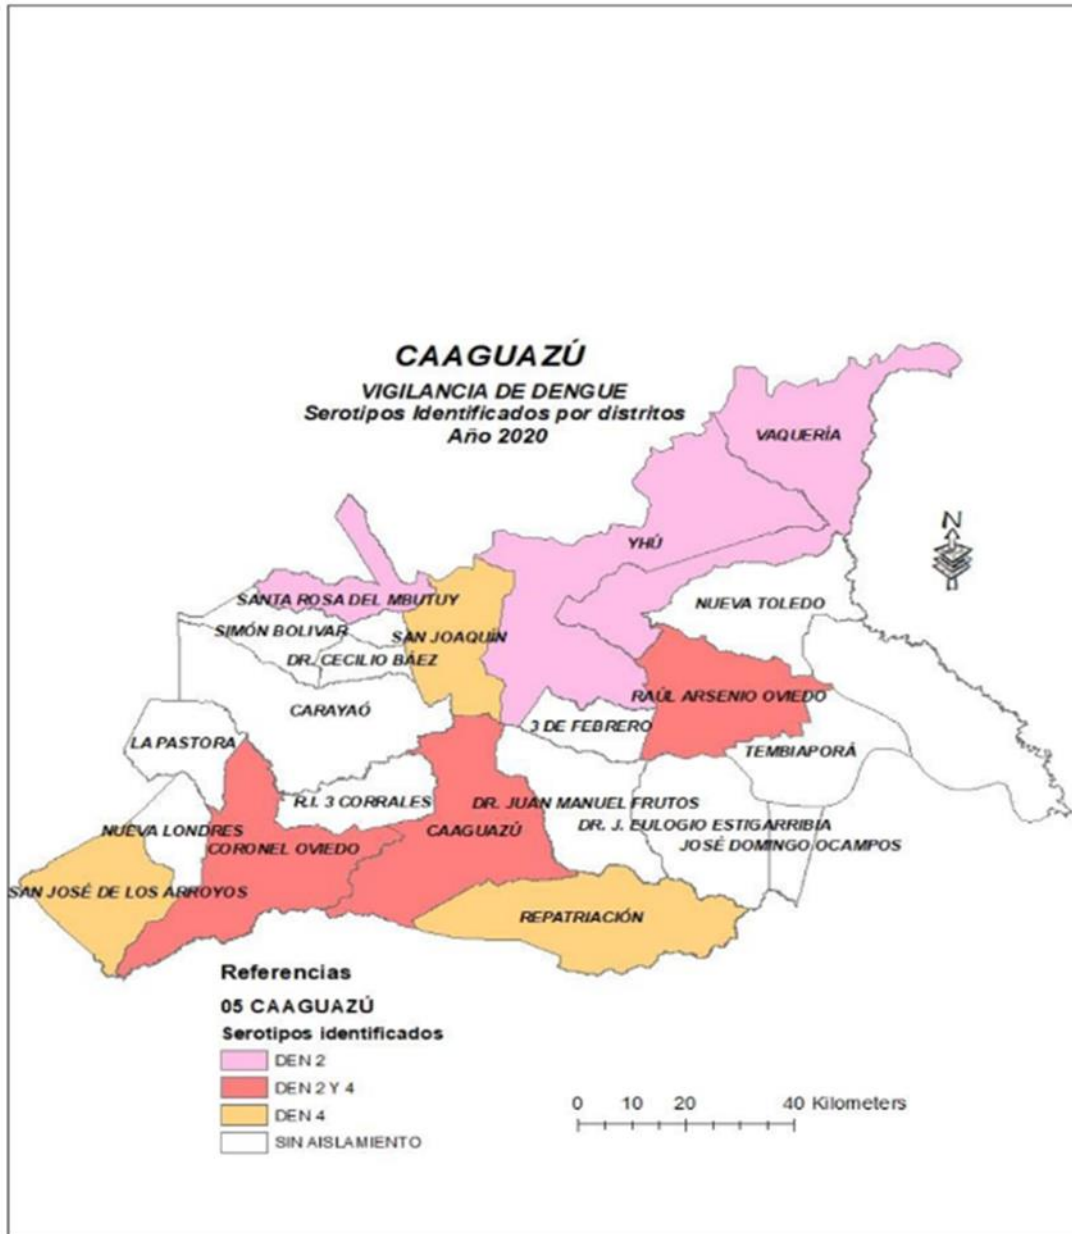 CAAGUAZÚ
VIGILANCIA DE DENGUE
Serotipos Identificados por distritos
Año 2020
VAQUERÍA
N
YHÚ
SANTA ROSA DEL MBUTUY
NUEVA TOLEDO
SIMÓN BOLIVAR
SAN JOAQUÍN
DR. CECILIO BÁEZ
RAÚL ARSENIO OVIEDO
CARAYAÓ
3 DE FEBRERO
LA PASTORA
TEMBIAPORÁ
R.I. 3 CORRALES
DR. JUAN MANUEL FRUTOS
NUEVA LONDRES
CAAGUAZÚ
DR. J. EULOGIO ESTIGARRIBIA
CORONEL OVIEDO
JOSÉ DOMINGO OCAMPOS
SAN JOSÉ DE LOS ARROYOS
REPATRIACIÓN
Referencias
05 CAAGUAZÚ
Serotipos identificados
DEN 2
DEN 2 Y 4
DEN 4
SIN AISLAMIENTO
0 10 20 40 Kilometers